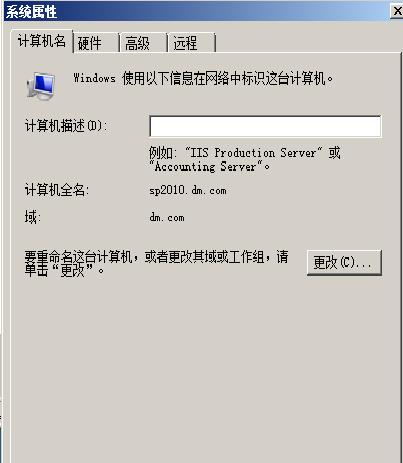 系统属性
计算机名 硬件 高级 远程
Windows 使用以下信息在网络中标识这台计算机。
计算机描述(D):
例如: "IIS Production Server" 或
"Accounting Server"。
计算机全名: sp2010.dm.com
域: dm.com
要重命名这台计算机，或者更改其域或工作组，请
单击“更改”。
更改(C)...